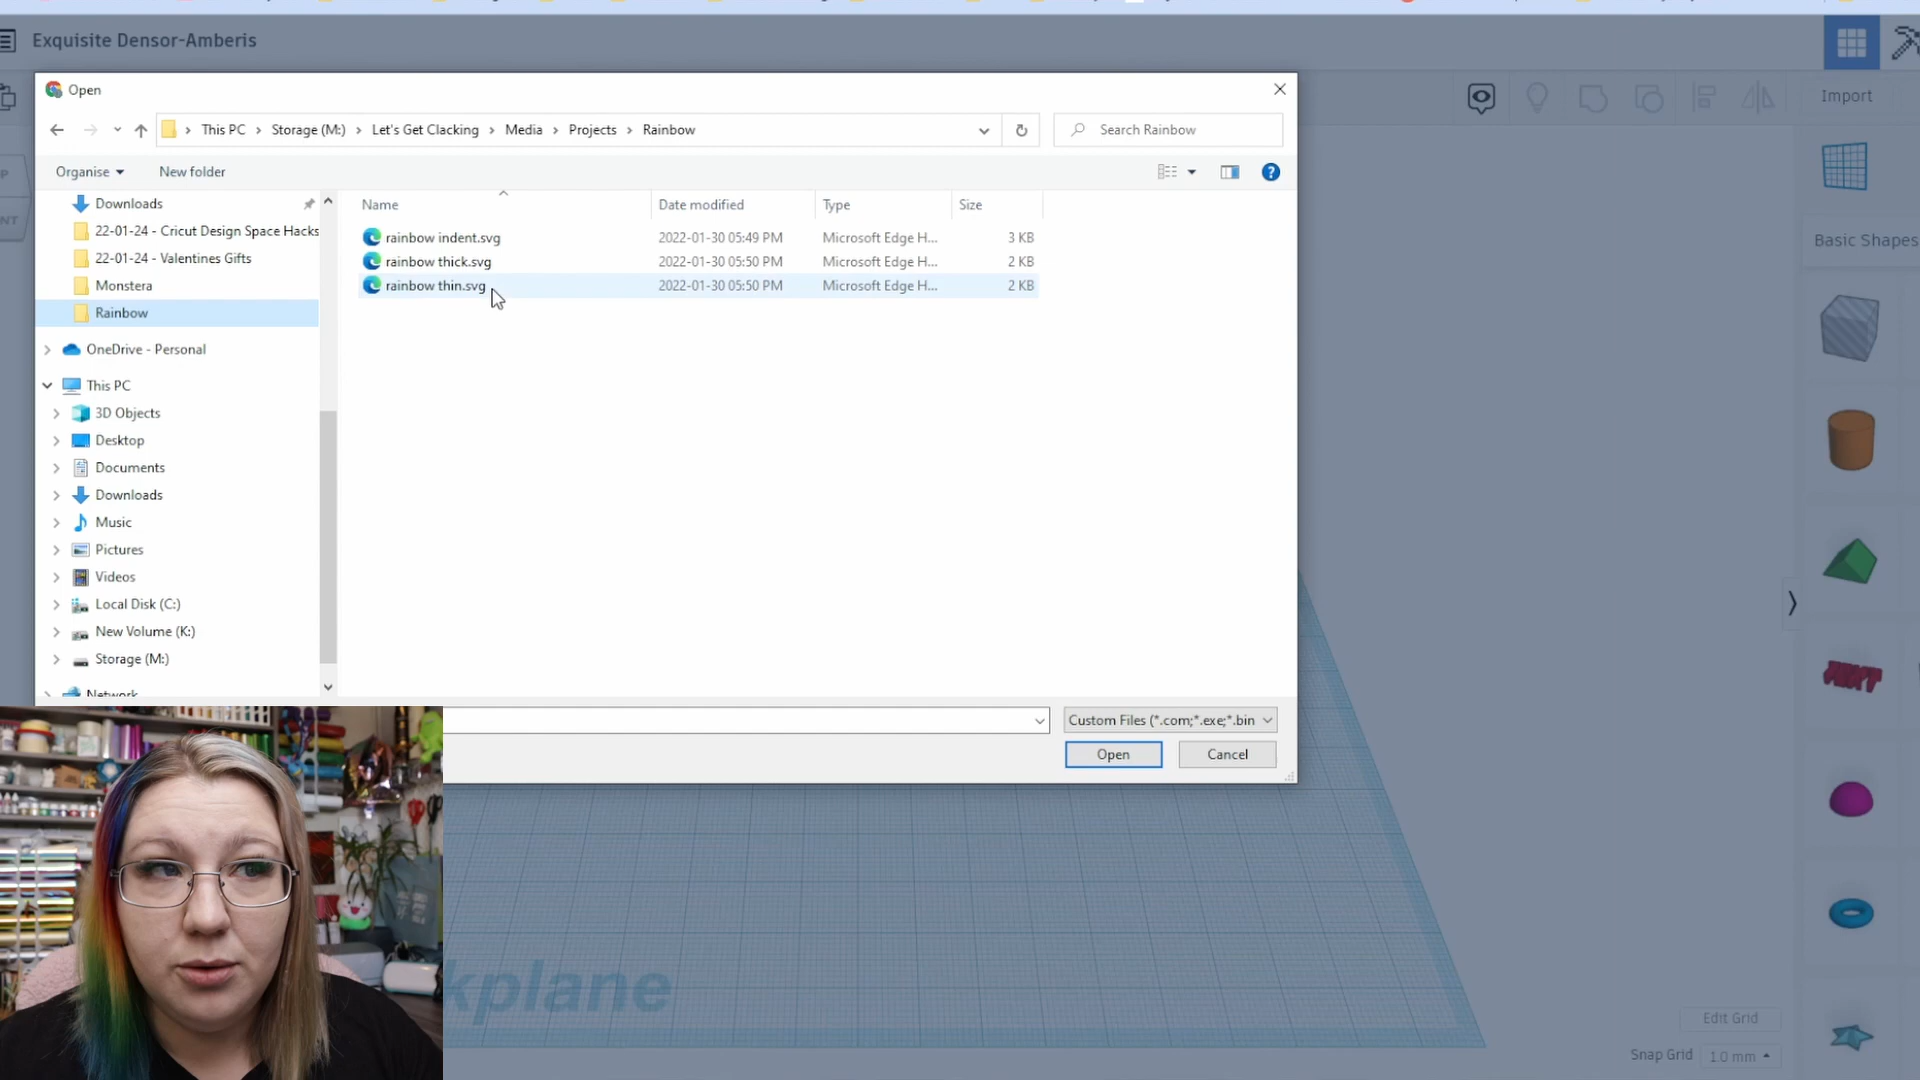 Exquisite Densor-Amberis
Open
This PC > Storage (M:) > Let's Get Clacking > Media > Projects > Rainbow
Search Rainbow
Import
Organise
New folder
Downloads
22-01-24 - Cricut Design Space Hacks
22-01-24 - Valentines Gifts
Monstera
Rainbow
OneDrive - Personal
This PC
3D Objects
Desktop
Documents
Downloads
Music
Pictures
Videos
Local Disk (C:)
New Volume (K:)
Storage (M:)
Network
Name Date modified Type Size
rainbow indent.svg 2022-01-30 05:49 PM Microsoft Edge H... 3 KB
rainbow thick.svg 2022-01-30 05:50 PM Microsoft Edge H... 2 KB
rainbow thin.svg 2022-01-30 05:50 PM Microsoft Edge H... 2 KB
Custom Files (*.com;*.exe;*.bin
Open
Cancel
Basic Shapes
kplane
Edit Grid
Snap Grid 1.0 mm